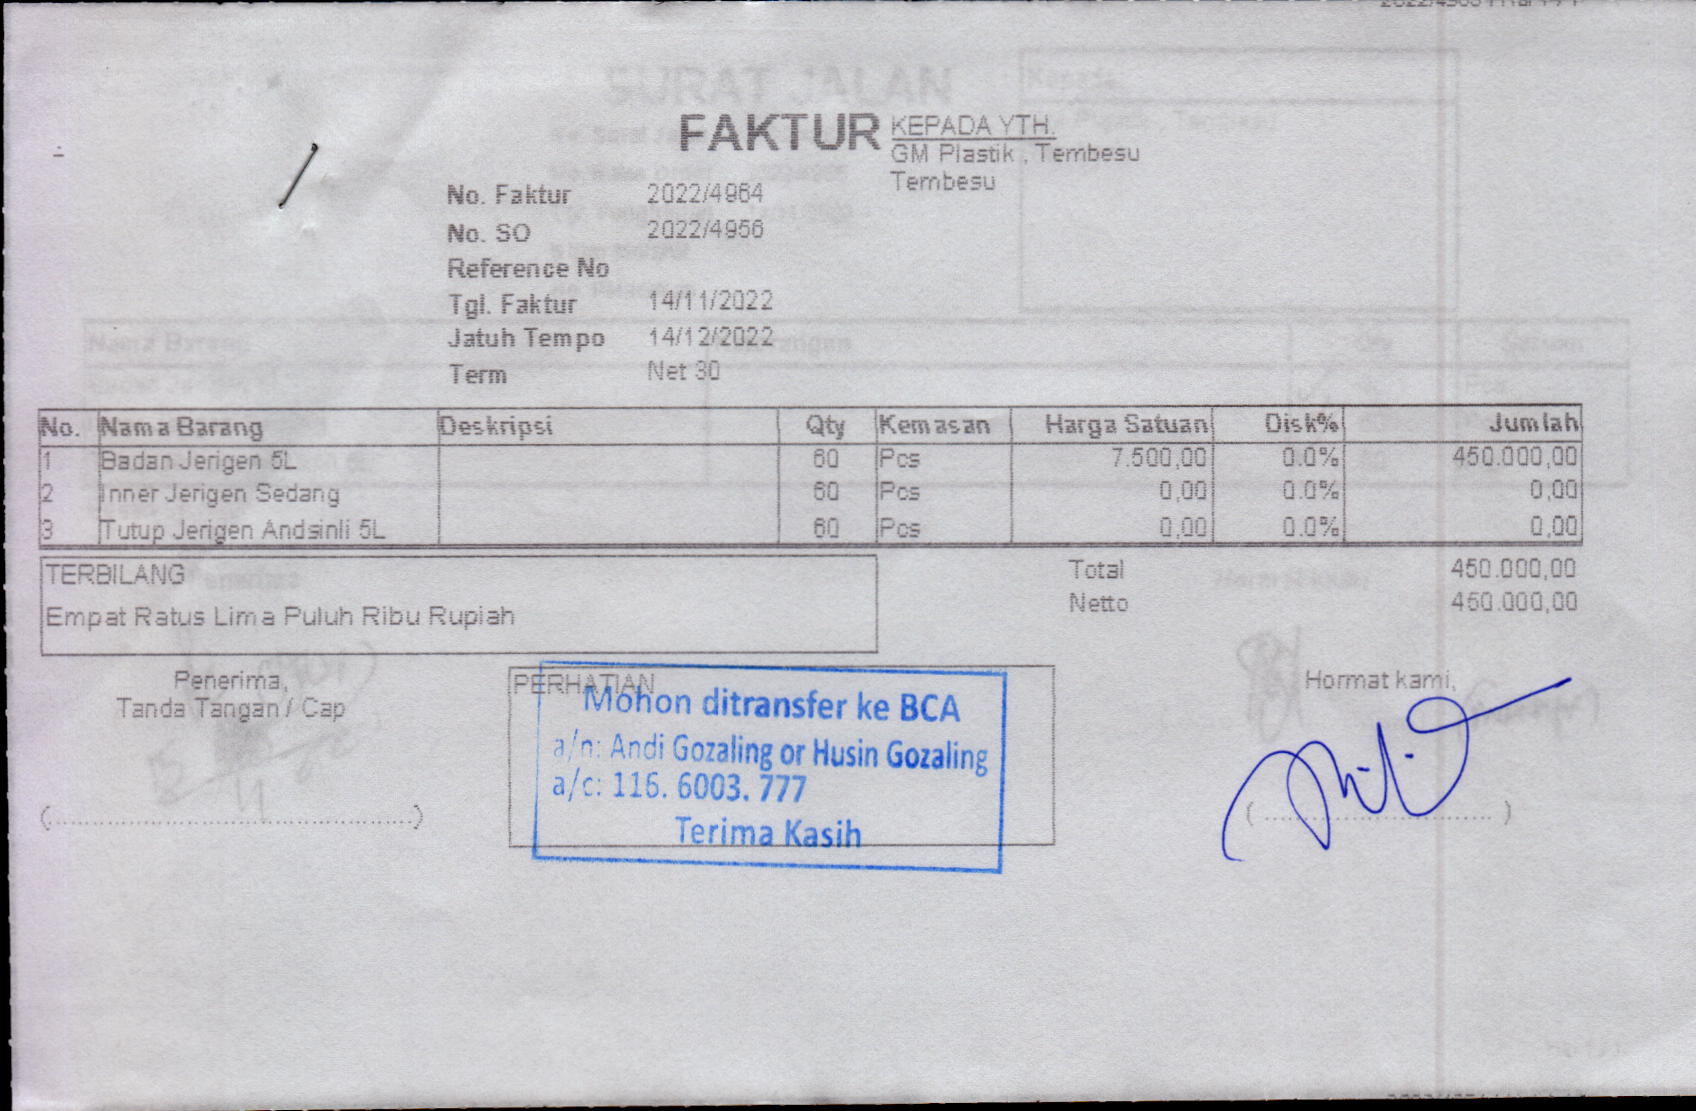 FAKTUR
KEPADA YTH.
GM Plastik , Tembesu
Tembesu
No. Faktur 2022/4964
No. SO 2022/4956
Reference No
Tgl. Faktur 14/11/2022
Jatuh Tempo 14/12/2022
Term Net 30
No. Nama Barang Deskripsi Qty Kemasan Harga Satuan Disk% Jumlah
1 Badan Jerigen 5L 60 Pcs 7.500,00 0.0% 450.000,00
2 Inner Jerigen Sedang 60 Pcs 0,00 0.0% 0,00
3 Tutup Jerigen Andsinli 5L 60 Pcs 0,00 0.0% 0,00
TERBILANG
Empat Ratus Lima Puluh Ribu Rupiah
Total 450.000,00
Netto 450.000,00
Penerima,
Tanda Tangan / Cap
PERHATIAN
Mohon ditransfer ke BCA
a/n: Andi Gozaling or Husin Gozaling
a/c: 116. 6003. 777
Terima Kasih
Hormat kami,